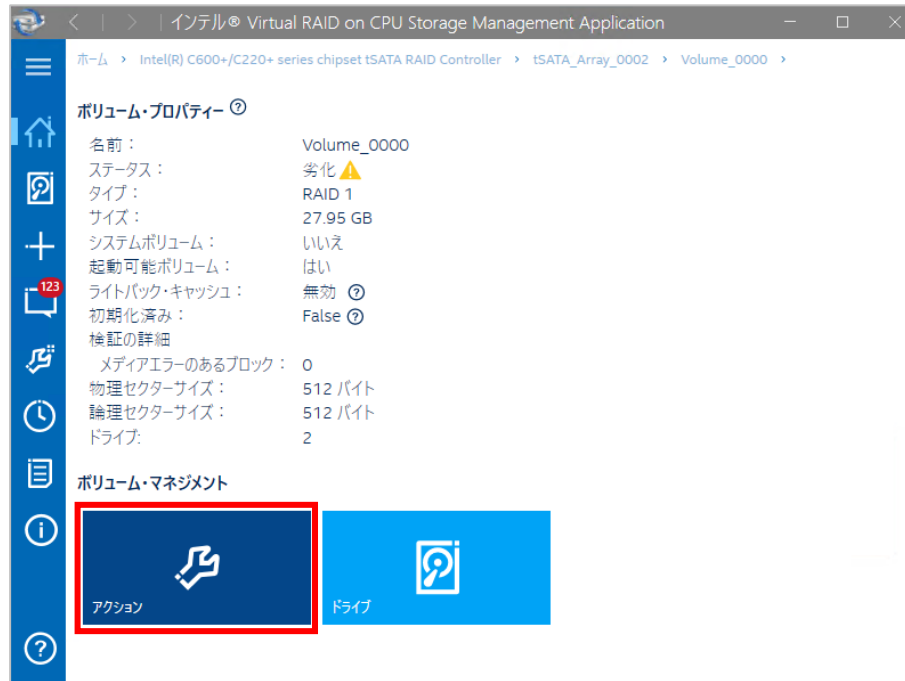 インテル® Virtual RAID on CPU Storage Management Application
ホーム > Intel(R) C600+/C220+ series chipset tSATA RAID Controller > tSATA_Array_0002 > Volume_0000 >
ボリューム・プロパティー ?
名前： Volume_0000
ステータス： 劣化
タイプ： RAID 1
サイズ： 27.95 GB
システムボリューム： いいえ
起動可能ボリューム： はい
ライトバック・キャッシュ： 無効 ?
123
初期化済み： False ?
検証の詳細
メディアエラーのあるブロック： 0
物理セクターサイズ： 512 バイト
論理セクターサイズ： 512 バイト
ドライブ: 2
ボリューム・マネジメント
アクション
ドライブ